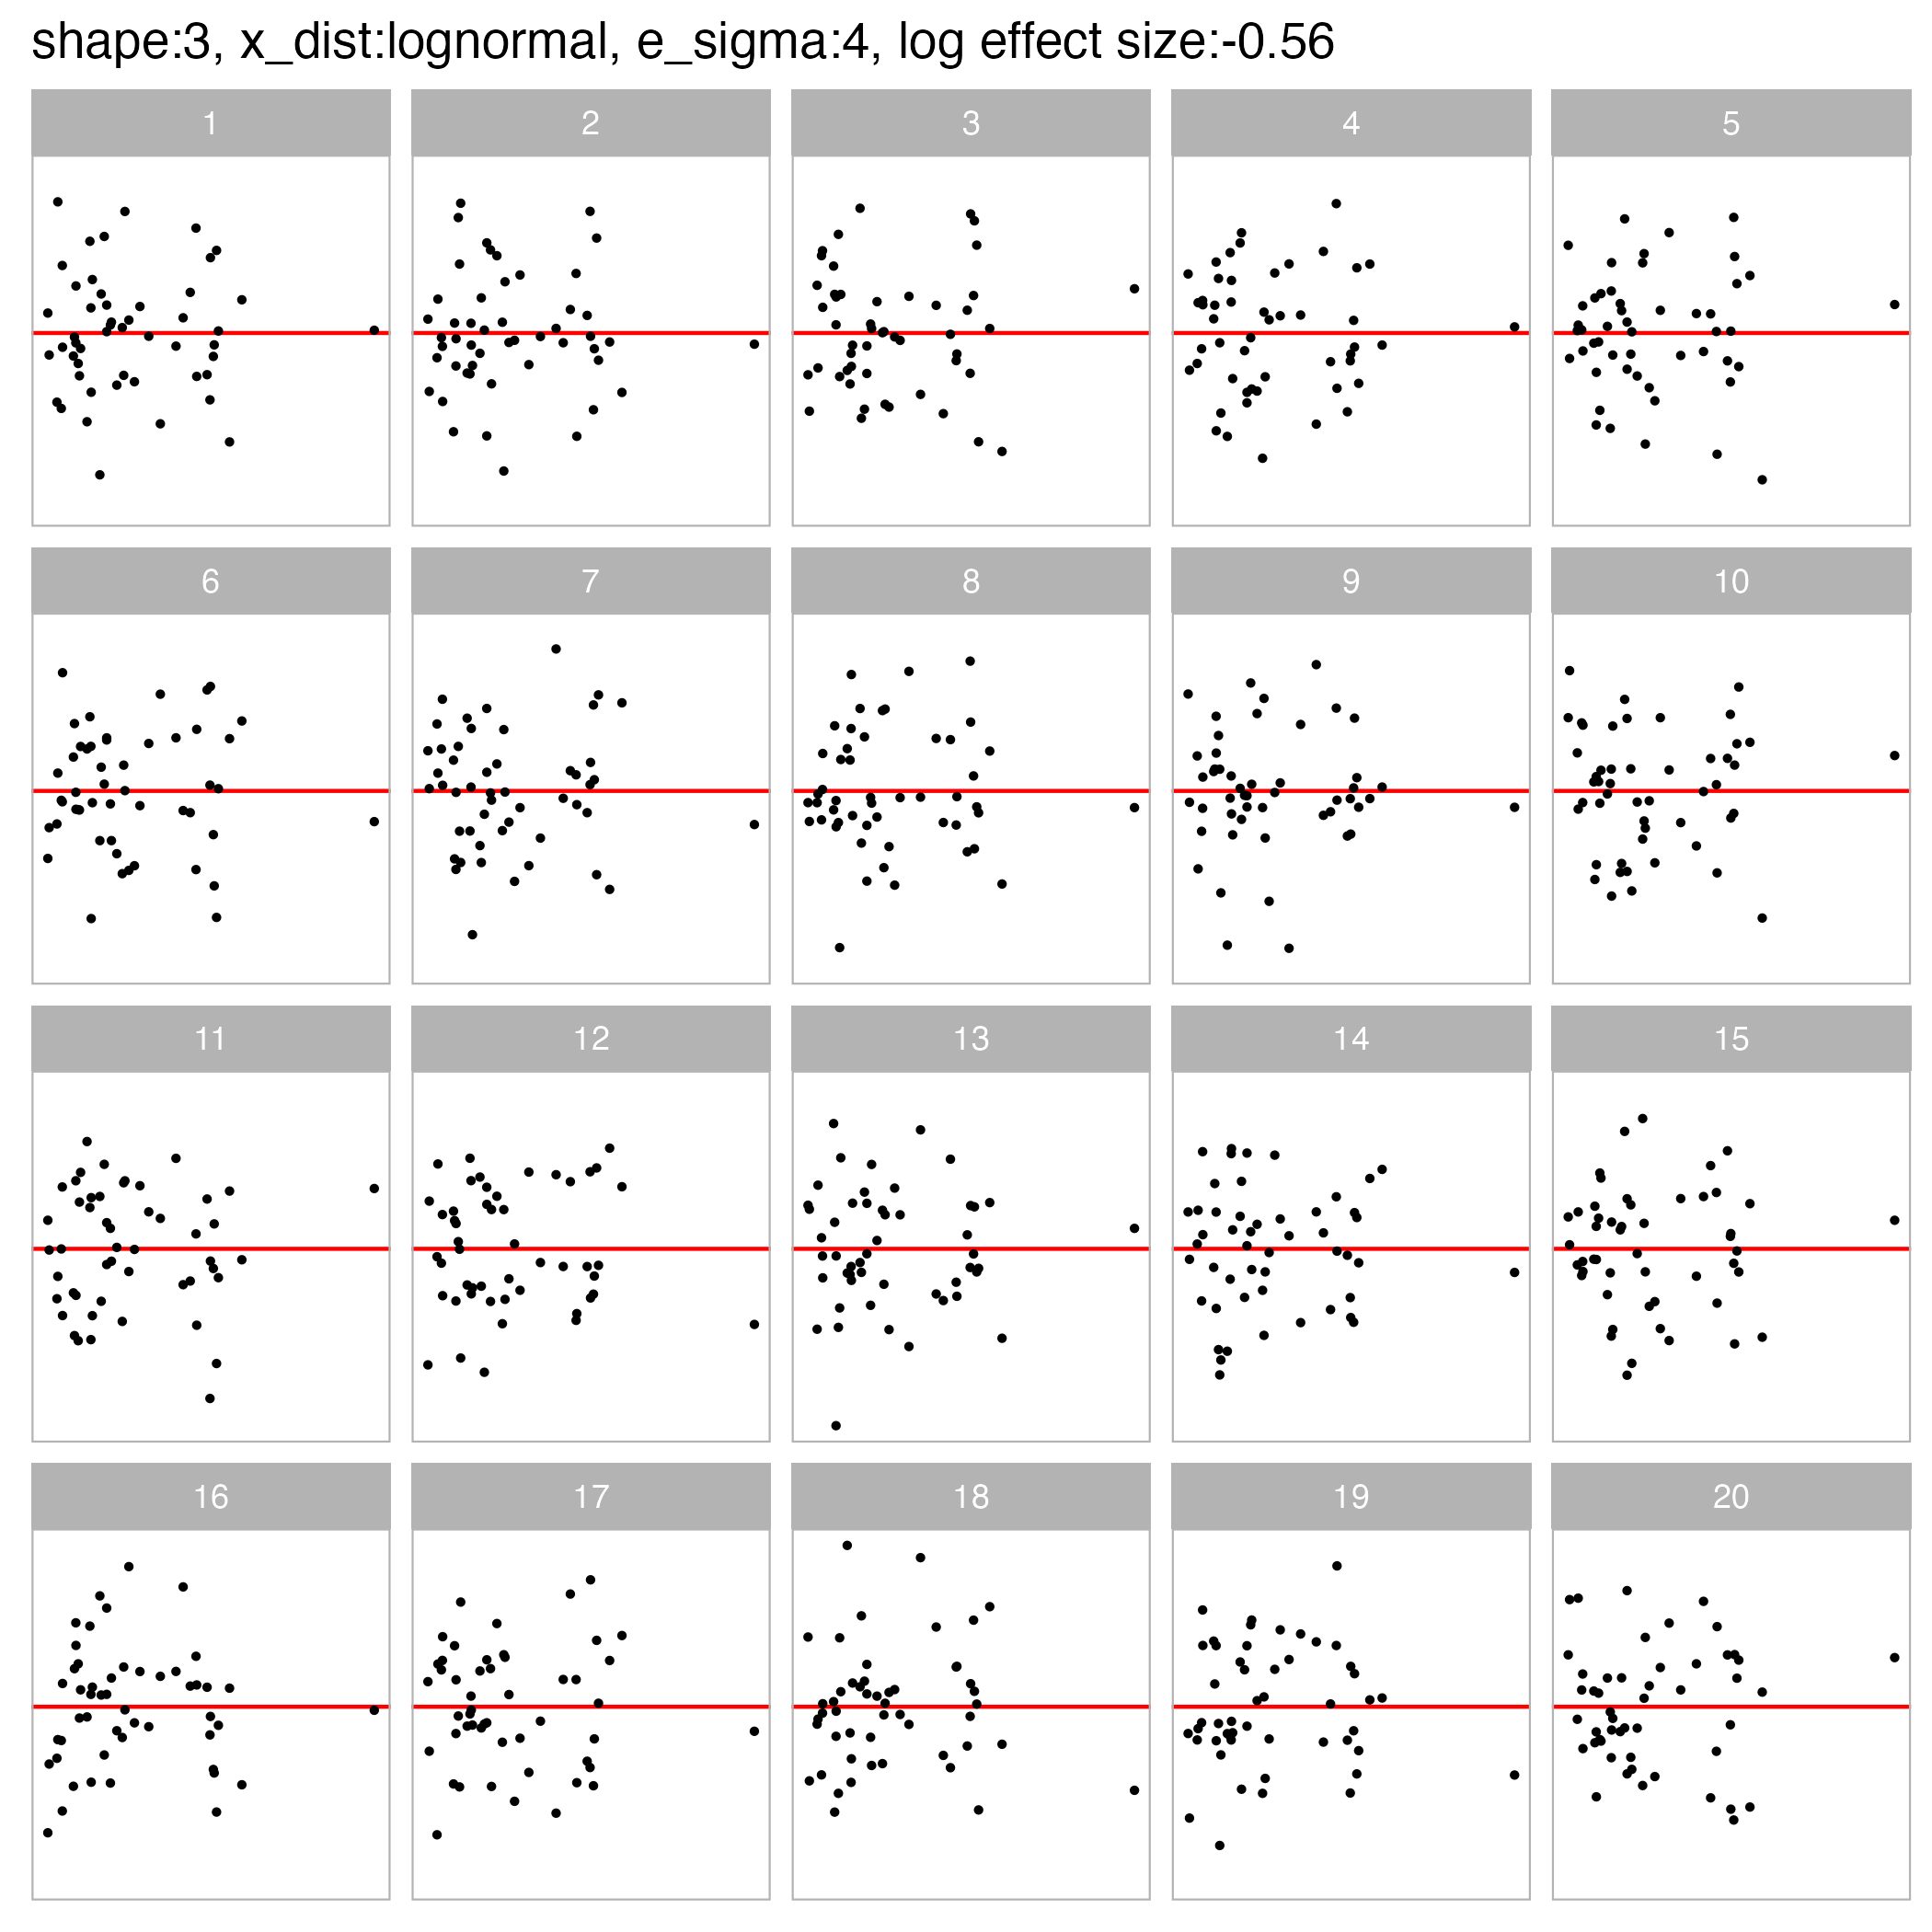 shape:3, x_dist:lognormal, e_sigma:4, log effect size:-0.56
1 2 3 4 5
6 7 8 9 10
11 12 13 14 15
16 17 18 19 20